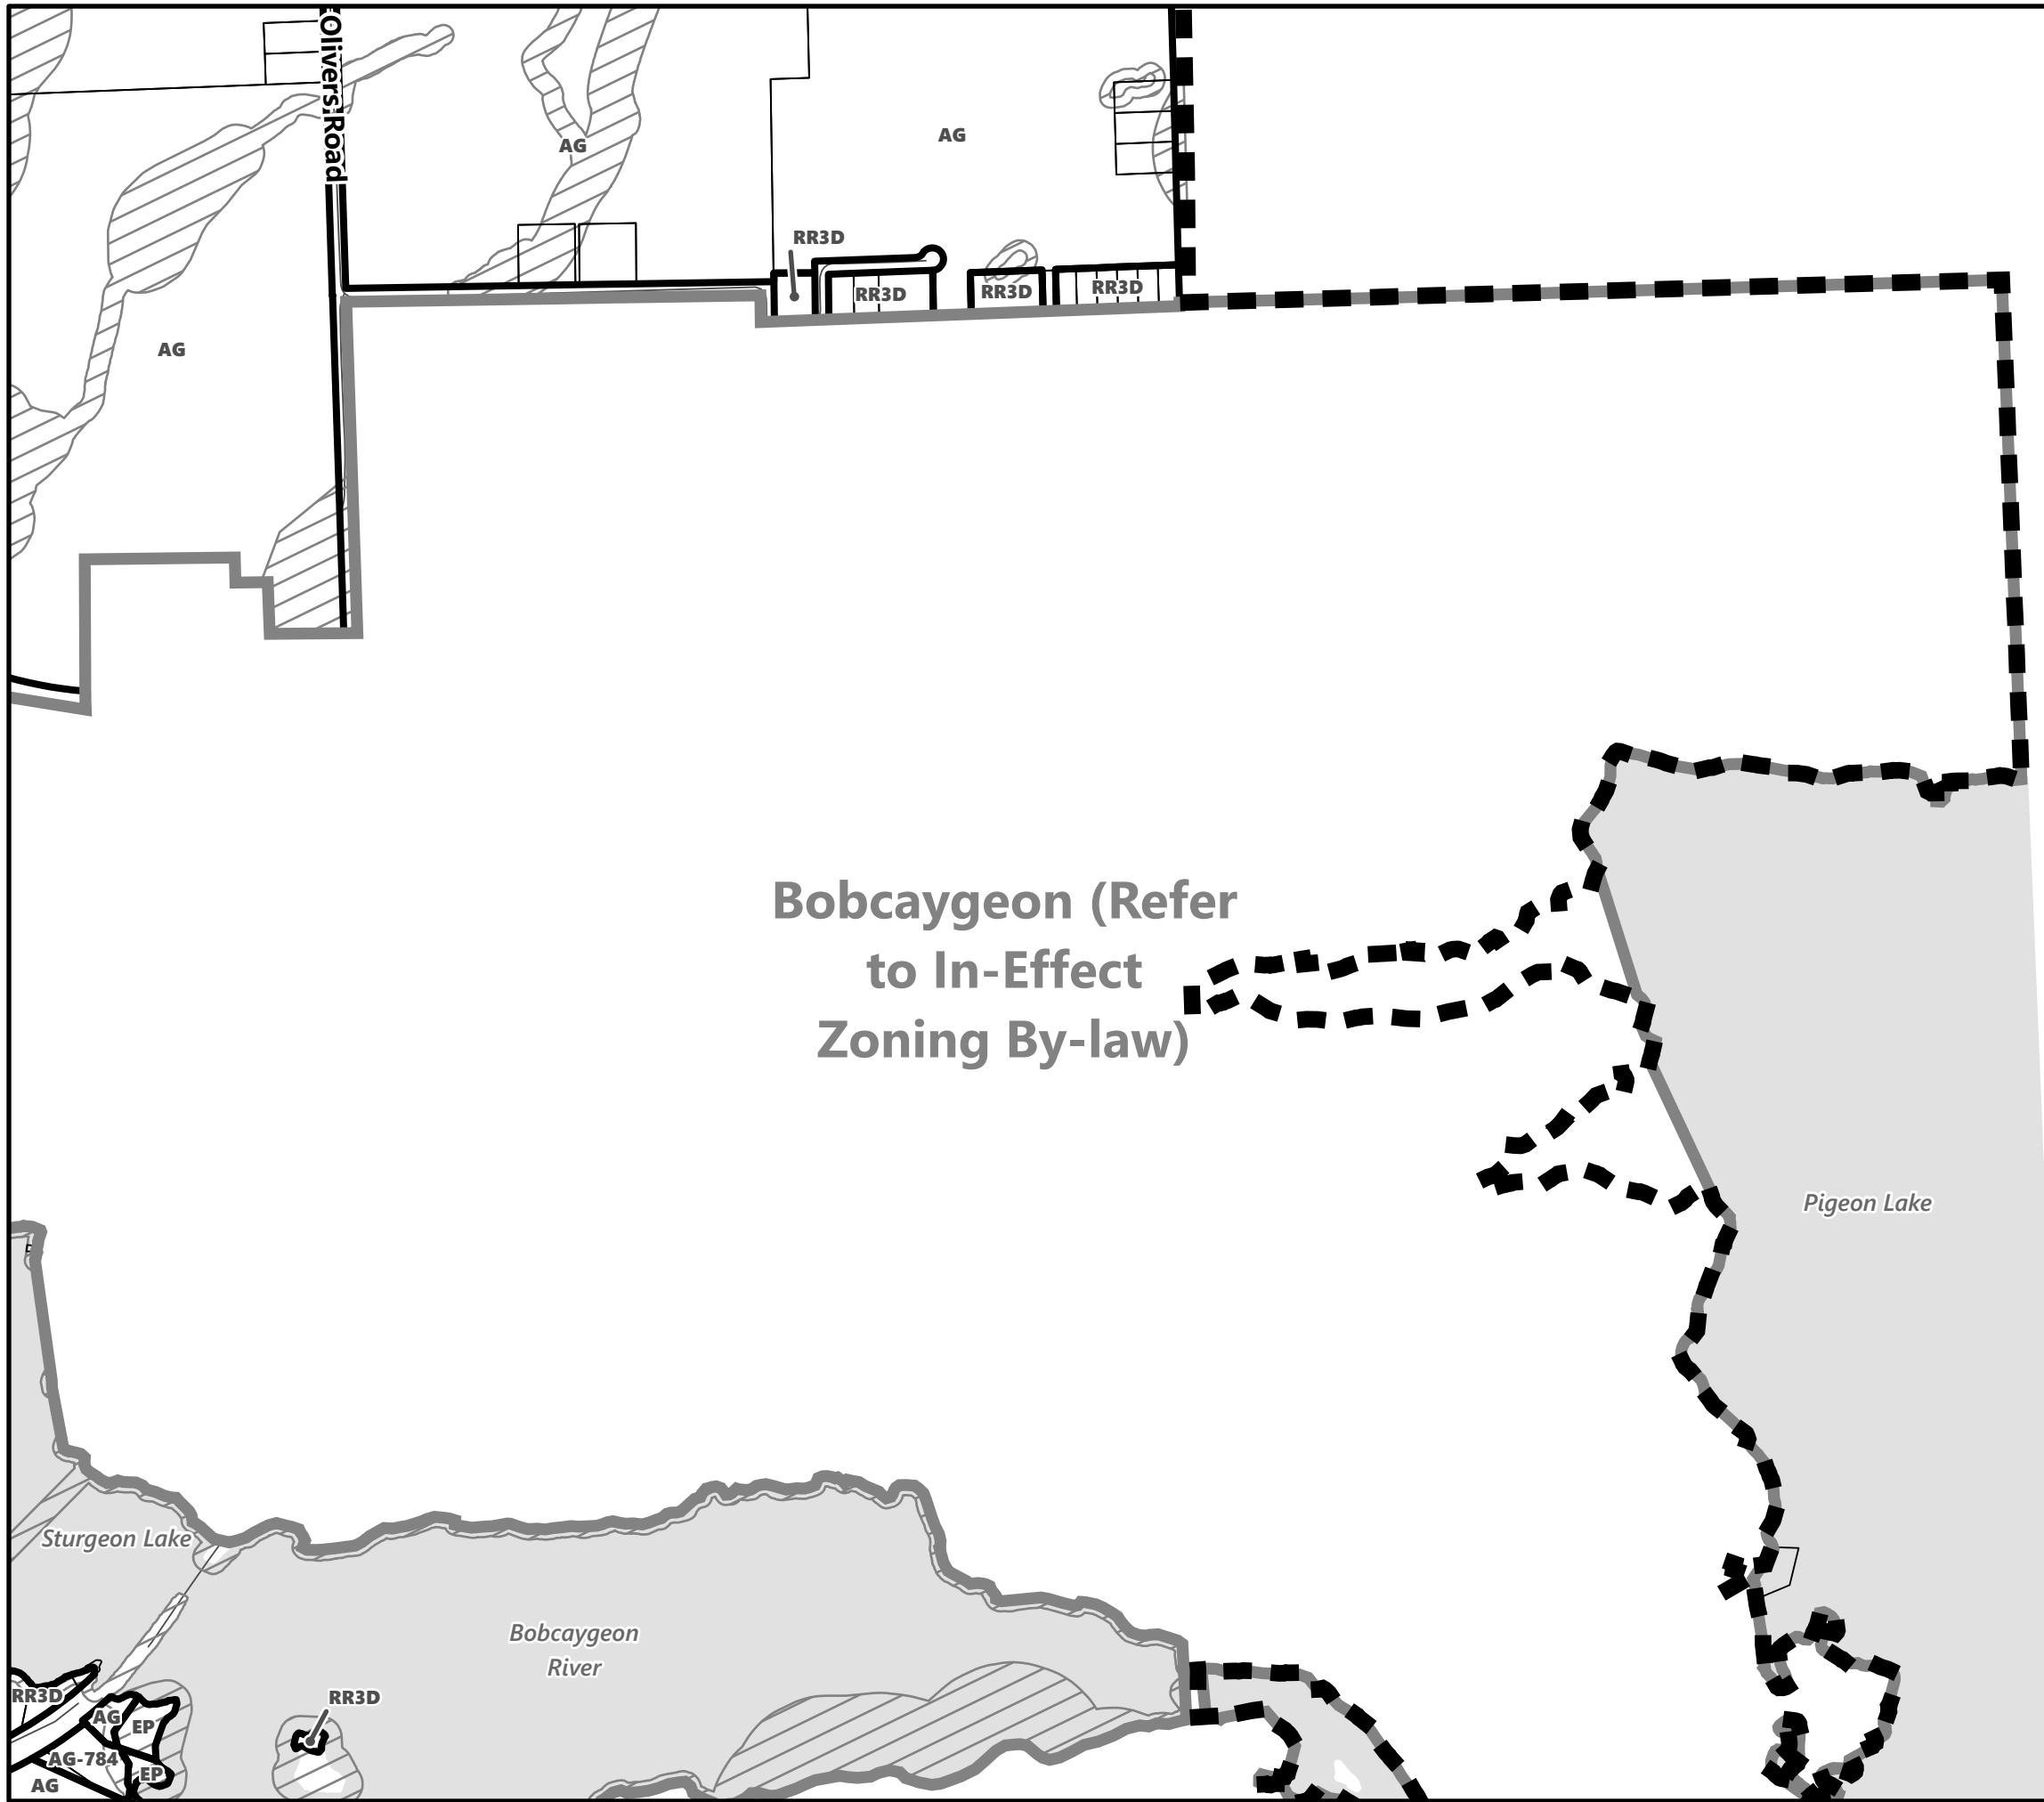 Olivers Road
AG
AG
RR3D
RR3D
RR3D
RR3D
AG
Bobcaygeon (Refer
to In-Effect
Zoning By-law)
Pigeon Lake
Sturgeon Lake
Bobcaygeon
River
RR3D
RR3D
AG
EP
AG-784
EP
AG